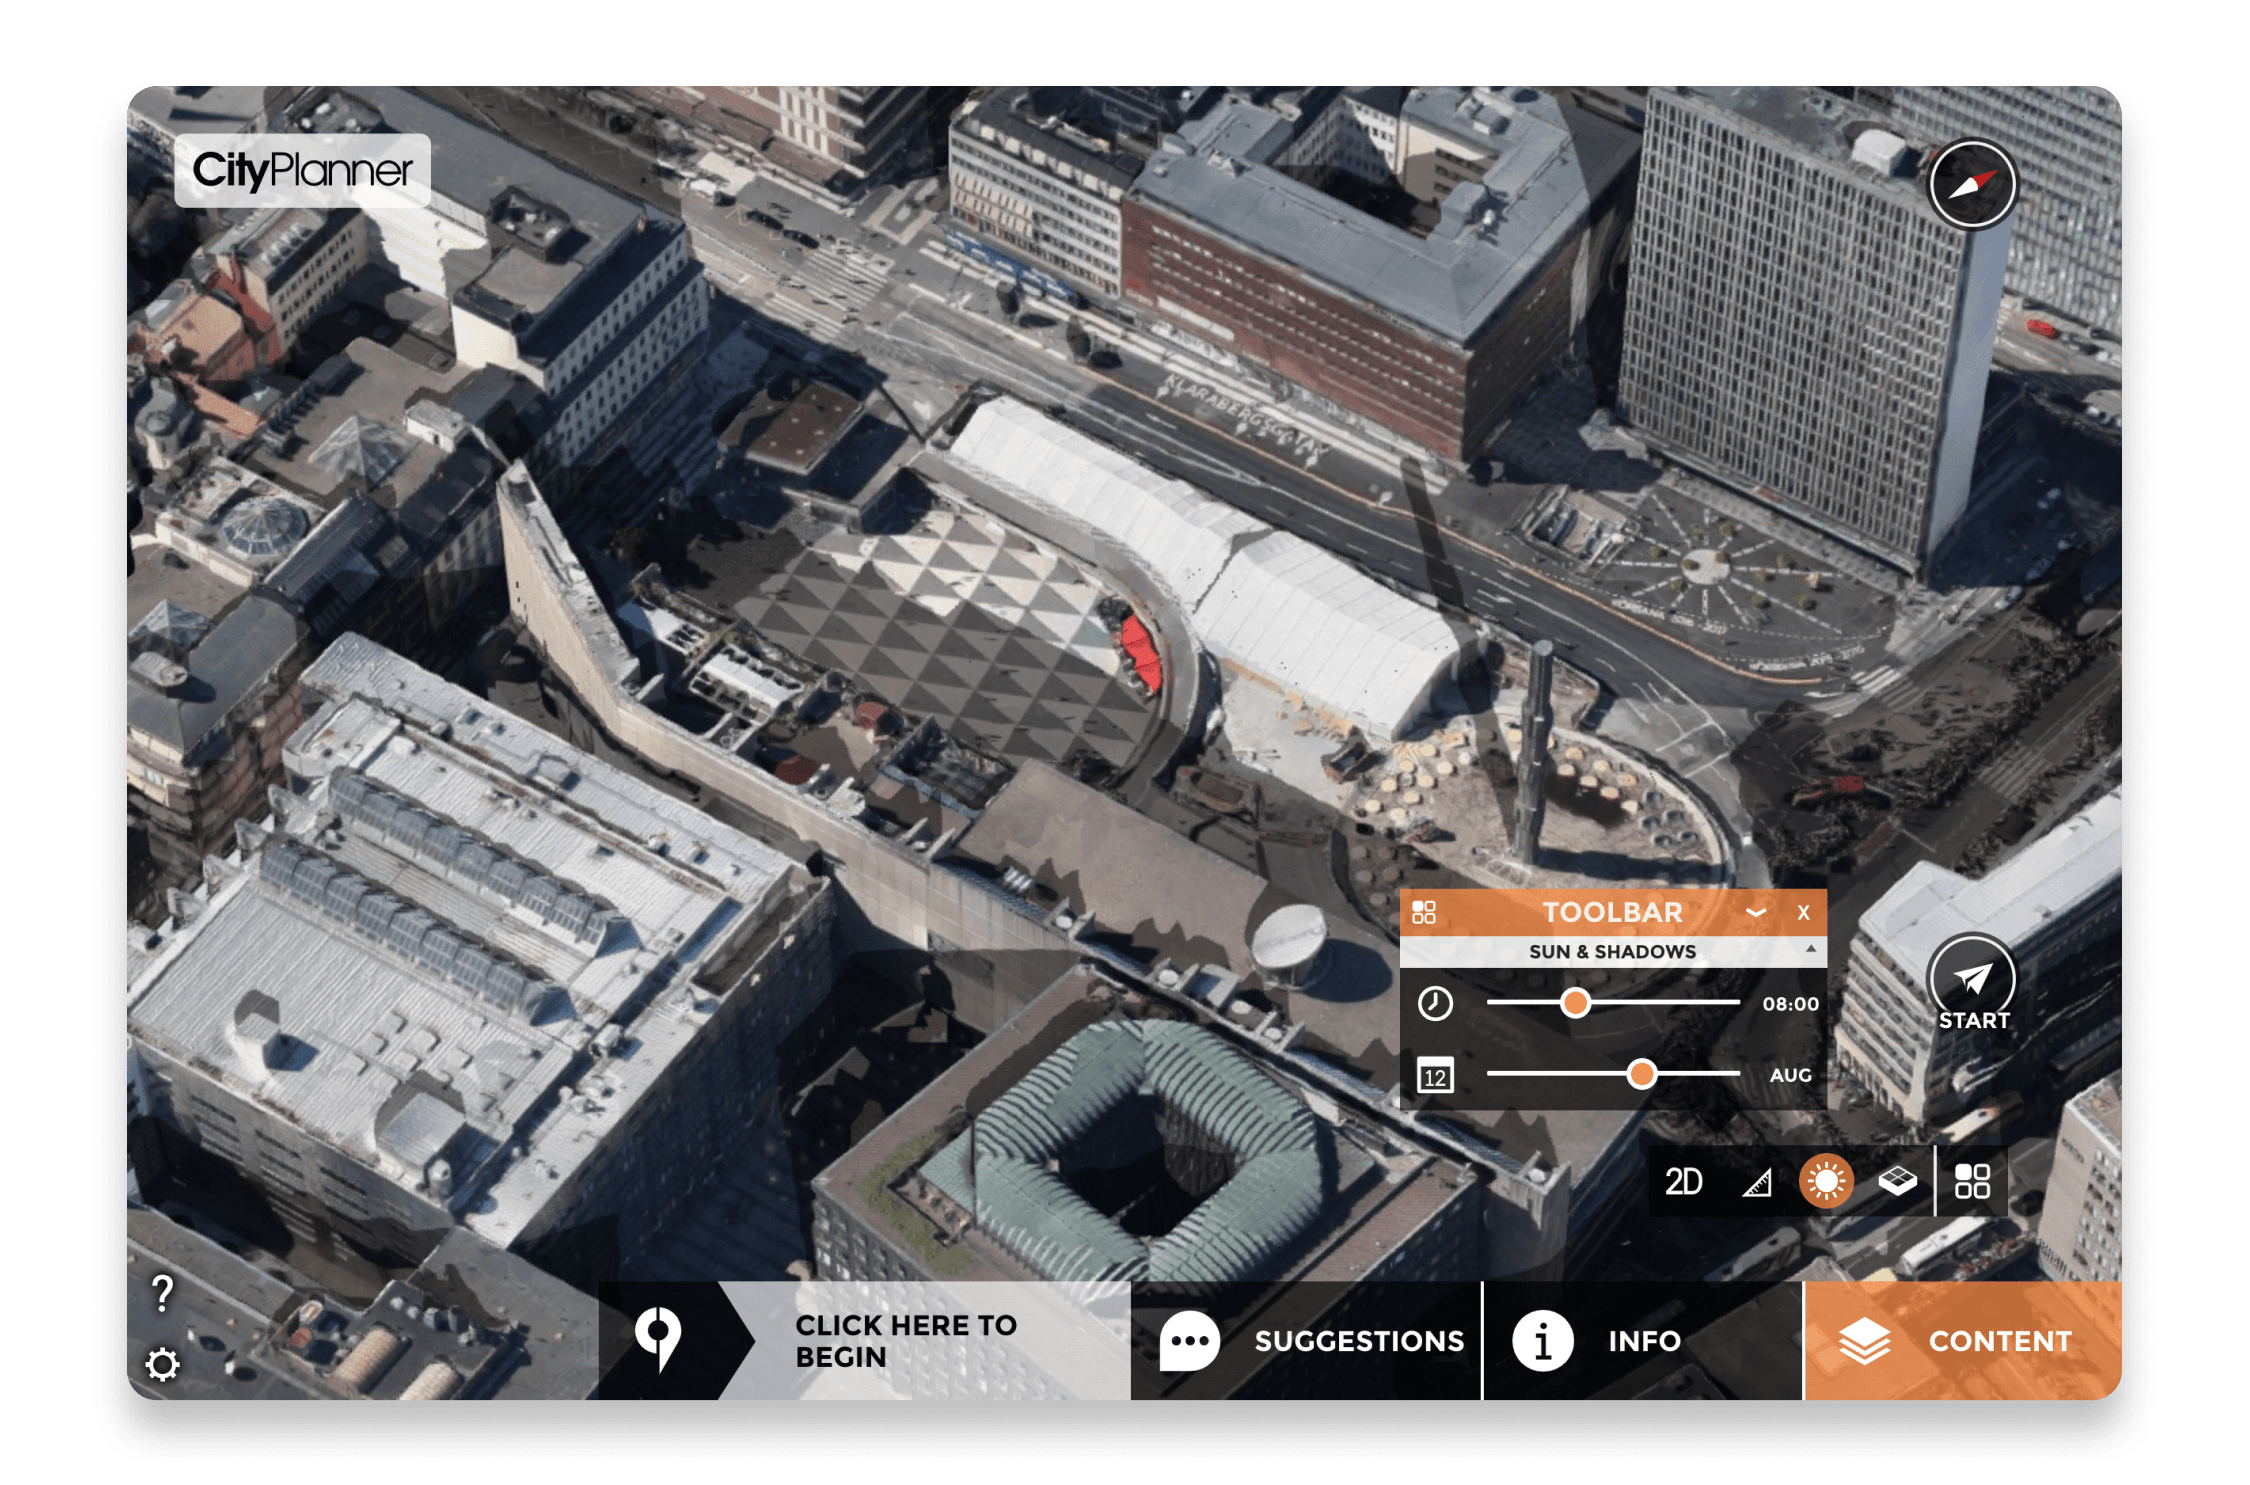 CityPlanner
KLARABERGSGATAN
TOOLBAR X
SUN & SHADOWS
08:00
12 AUG
START
2D
?
CLICK HERE TO
BEGIN
SUGGESTIONS
i INFO
CONTENT